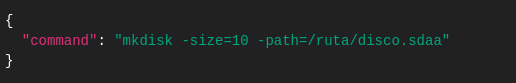 {
"command": "mkdisk -size=10 -path=/ruta/disco.sdaa"
}